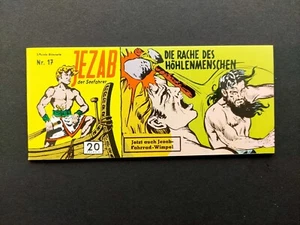 Nr. 17
JEZAB
der Seefahrer
DIE RACHE DES
HÖHLENMENSCHEN
20
Jetzt auch Jezab-
Fahrrad-Wimpel